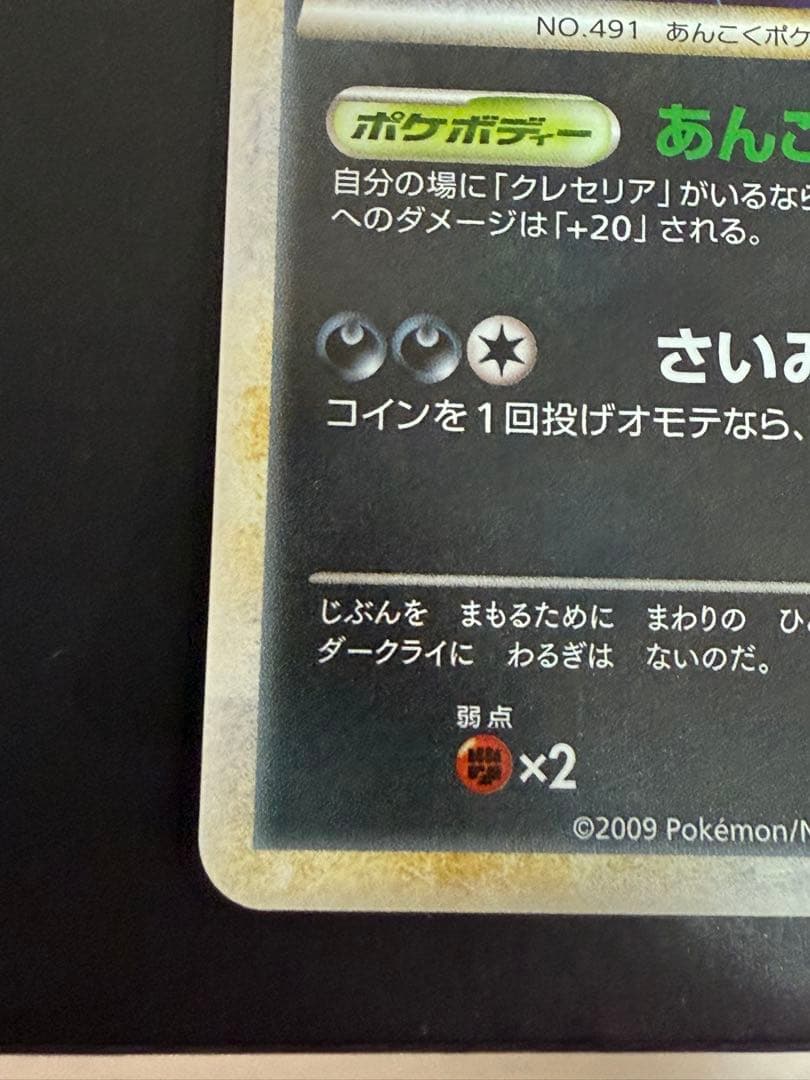 NO.491 あんこくポケ
ポケボディー あんこ
自分の場に「クレセリア」がいるなら
へのダメージは「+20」される。
さいみ
コインを1回投げオモテなら、
じぶんを まもるために まわりの ひ
ダークライに わるぎは ないのだ。
弱点
×2
©2009 Pokémon/N